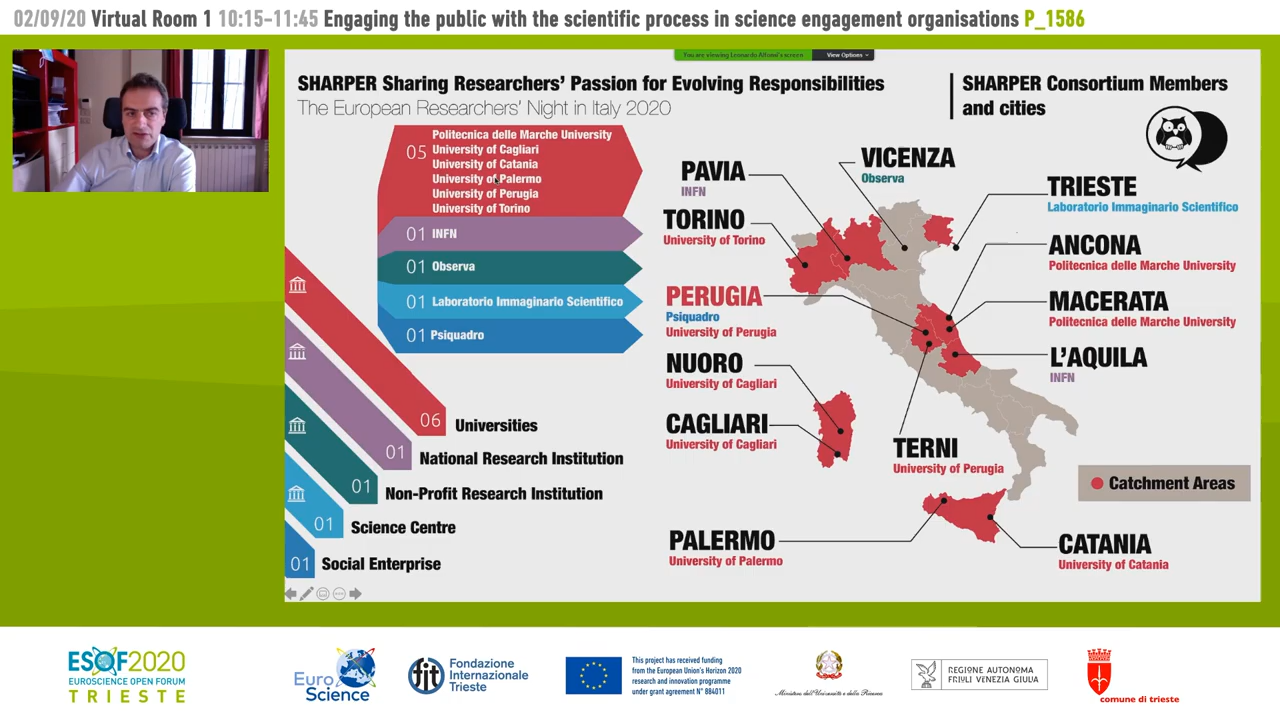 02/09/20 Virtual Room 1 10:15-11:45 Engaging the public with the scientific process in science engagement organisations P_1586
You are viewing Leonardo Alfonsi's screen
View Options
SHARPER Sharing Researchers' Passion for Evolving Responsibilities
The European Researchers' Night in Italy 2020
SHARPER Consortium Members
and cities
05
Politecnica delle Marche University
University of Cagliari
University of Catania
University of Palermo
University of Perugia
University of Torino
01 INFN
01 Observa
01 Laboratorio Immaginario Scientifico
01 Psiquadro
06 Universities
01 National Research Institution
01 Non-Profit Research Institution
01 Science Centre
01 Social Enterprise
PAVIA
INFN
VICENZA
Observa
TORINO
University of Torino
TRIESTE
Laboratorio Immaginario Scientifico
ANCONA
Politecnica delle Marche University
PERUGIA
Psiquadro
University of Perugia
MACERATA
Politecnica delle Marche University
NUORO
University of Cagliari
L'AQUILA
INFN
CAGLIARI
University of Cagliari
TERNI
University of Perugia
Catchment Areas
PALERMO
University of Palermo
CATANIA
University of Catania
ESOF2020
EUROSCIENCE OPEN FORUM
TRIESTE
Euro
Science
fit
Fondazione
Internazionale
Trieste
This project has received funding
from the European Union's Horizon 2020
research and innovation programme
under grant agreement N° 884011
Ministero dell'Università e della Ricerca
REGIONE AUTONOMA
FRIULI VENEZIA GIULIA
comune di trieste